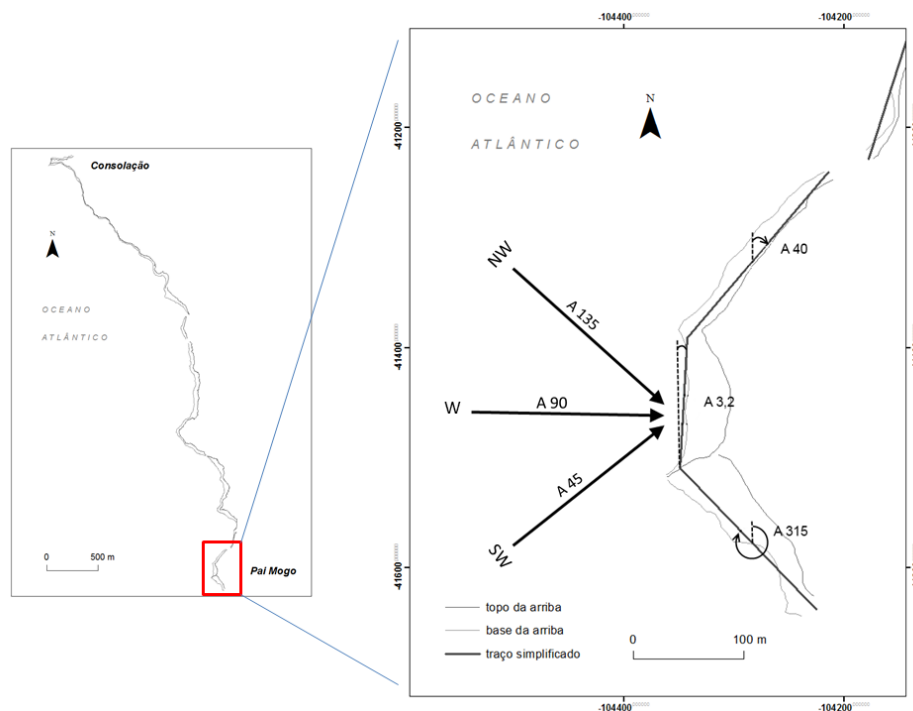 Consolação
N
OCEANO
ATLÂNTICO
0 500 m
Pai Mogo
-104400 -104200
OCEANO
ATLÂNTICO
N
41200
A 40
NW
A 135
41400
W
A 90
A 3,2
A 45
SW
A 315
41600
topo da arriba
base da arriba
traço simplificado
0 100 m
-104400 -104200